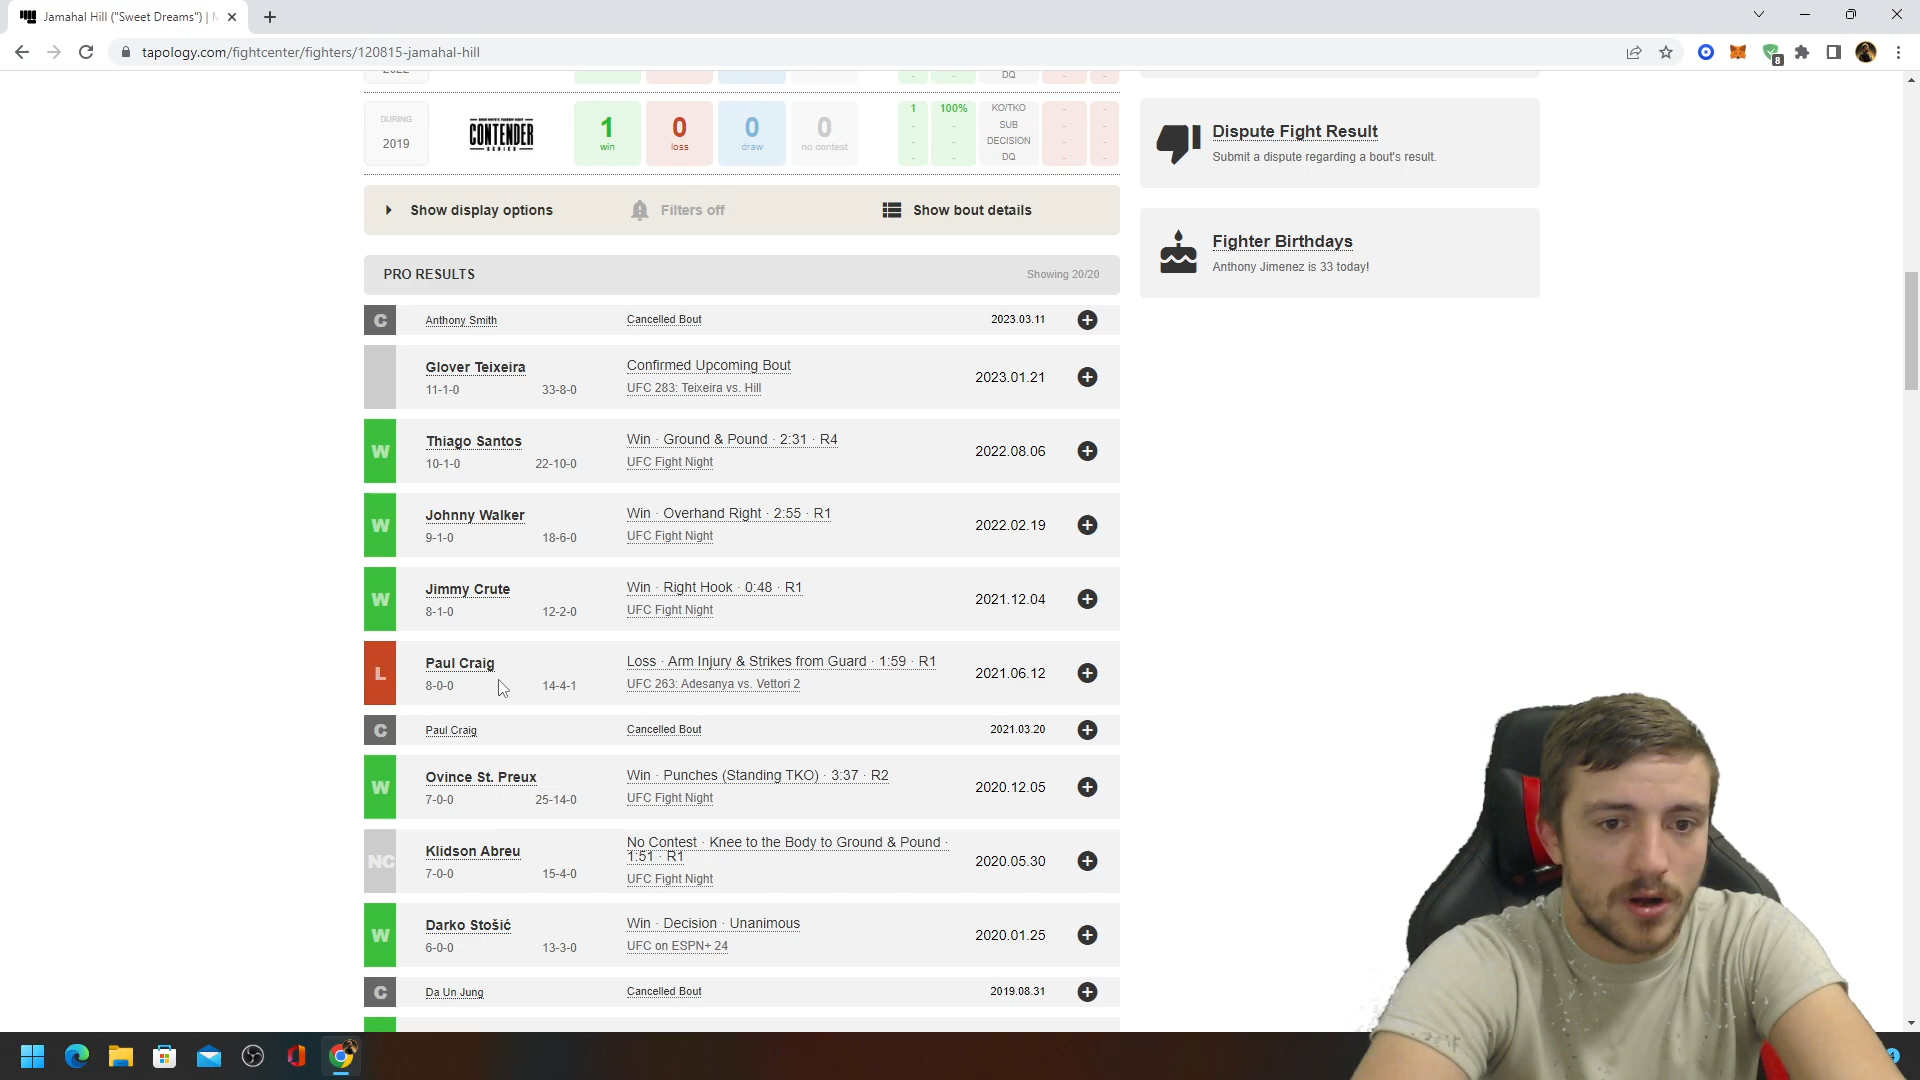 Jamahal Hill ("Sweet Dreams") |
tapology.com/fightcenter/fighters/120815-jamahal-hill
8
DQ
DURING
2019
CONTENDER
SERIES
1
win
0
loss
0
draw
0
no contest
1 100% KO/TKO - -
- - SUB - -
- - DECISION - -
- - DQ - -
Show display options
Filters off
Show bout details
PRO RESULTS
Showing 20/20
C Anthony Smith Cancelled Bout 2023.03.11
Glover Teixeira Confirmed Upcoming Bout
11-1-0 33-8-0 UFC 283: Teixeira vs. Hill 2023.01.21
W Thiago Santos Win · Ground & Pound · 2:31 · R4
10-1-0 22-10-0 UFC Fight Night 2022.08.06
W Johnny Walker Win · Overhand Right · 2:55 · R1
9-1-0 18-6-0 UFC Fight Night 2022.02.19
W Jimmy Crute Win · Right Hook · 0:48 · R1
8-1-0 12-2-0 UFC Fight Night 2021.12.04
L Paul Craig Loss · Arm Injury & Strikes from Guard · 1:59 · R1
8-0-0 14-4-1 UFC 263: Adesanya vs. Vettori 2 2021.06.12
C Paul Craig Cancelled Bout 2021.03.20
W Ovince St. Preux Win · Punches (Standing TKO) · 3:37 · R2
7-0-0 25-14-0 UFC Fight Night 2020.12.05
NC Klidson Abreu No Contest · Knee to the Body to Ground & Pound ·
1:51 · R1
7-0-0 15-4-0 UFC Fight Night 2020.05.30
W Darko Stošić Win · Decision · Unanimous
6-0-0 13-3-0 UFC on ESPN+ 24 2020.01.25
C Da Un Jung Cancelled Bout 2019.08.31
Dispute Fight Result
Submit a dispute regarding a bout's result.
Fighter Birthdays
Anthony Jimenez is 33 today!